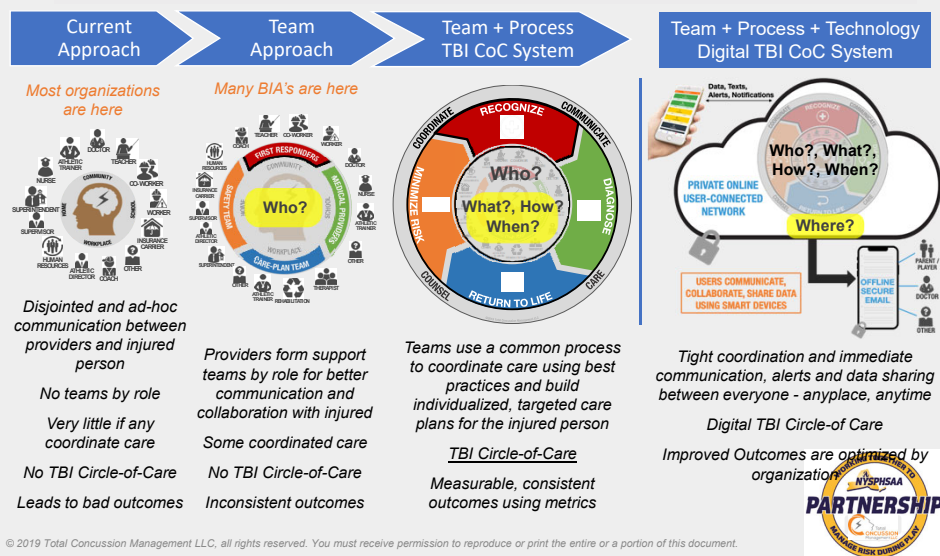 Current
Approach
Team
Approach
Team + Process
TBI CoC System
Team + Process + Technology
Digital TBI CoC System
Most organizations
are here
DOCTOR
ATHLETIC
TRAINER
TEACHER
NURSE
CO-WORKER
SUPERINTENDENT
WORKER
SUPERVISOR
INSURANCE
CARRIER
HUMAN
RESOURCES
OTHER
ATHLETIC
DIRECTOR
COACH
COMMUNITY
HOME
SCHOOL
WORKPLACE
Disjointed and ad-hoc
communication between
providers and injured
person
No teams by role
Very little if any
coordinate care
No TBI Circle-of-Care
Leads to bad outcomes
Many BIA's are here
TEACHER
CO-WORKER
COACH
WORKER
HUMAN
RESOURCES
DOCTOR
INSURANCE
CARRIER
NURSE
SUPERVISOR
ATHLETIC
TRAINER
ATHLETIC
DIRECTOR
OTHER
SUPERINTENDENT
THERAPIST
OTHER
ATHLETIC
TRAINER
REHABILITATION
FIRST RESPONDERS
MEDICAL PROVIDERS
CARE-PLAN TEAM
SAFETY TEAM
COMMUNITY
WORKPLACE
Who?
Providers form support
teams by role for better
communication and
collaboration with injured
Some coordinated care
No TBI Circle-of-Care
Inconsistent outcomes
COORDINATE
COMMUNICATE
CARE
COUNSEL
RECOGNIZE
DIAGNOSE
RETURN TO LIFE
MINIMIZE RISK
Who?
What?, How?
When?
Teams use a common process
to coordinate care using best
practices and build
individualized, targeted care
plans for the injured person
TBI Circle-of-Care
Measurable, consistent
outcomes using metrics
Data, Texts,
Alerts, Notifications
RECOGNIZE
Who?, What?,
How?, When?
RETURN TO LIFE
PRIVATE ONLINE
USER-CONNECTED
NETWORK
Where?
USERS COMMUNICATE,
COLLABORATE, SHARE DATA
USING SMART DEVICES
OFFLINE
SECURE
EMAIL
PARENT /
PLAYER
DOCTOR
OTHER
Tight coordination and immediate
communication, alerts and data sharing
between everyone - anyplace, anytime
Digital TBI Circle-of Care
Improved Outcomes are optimized by
organization
WORKING TOGETHER TO
NYSPHSAA
PARTNERSHIP
Total
CONCUSSION
MANAGE RISK DURING PLAY
© 2019 Total Concussion Management LLC, all rights reserved. You must receive permission to reproduce or print the entire or a portion of this document.